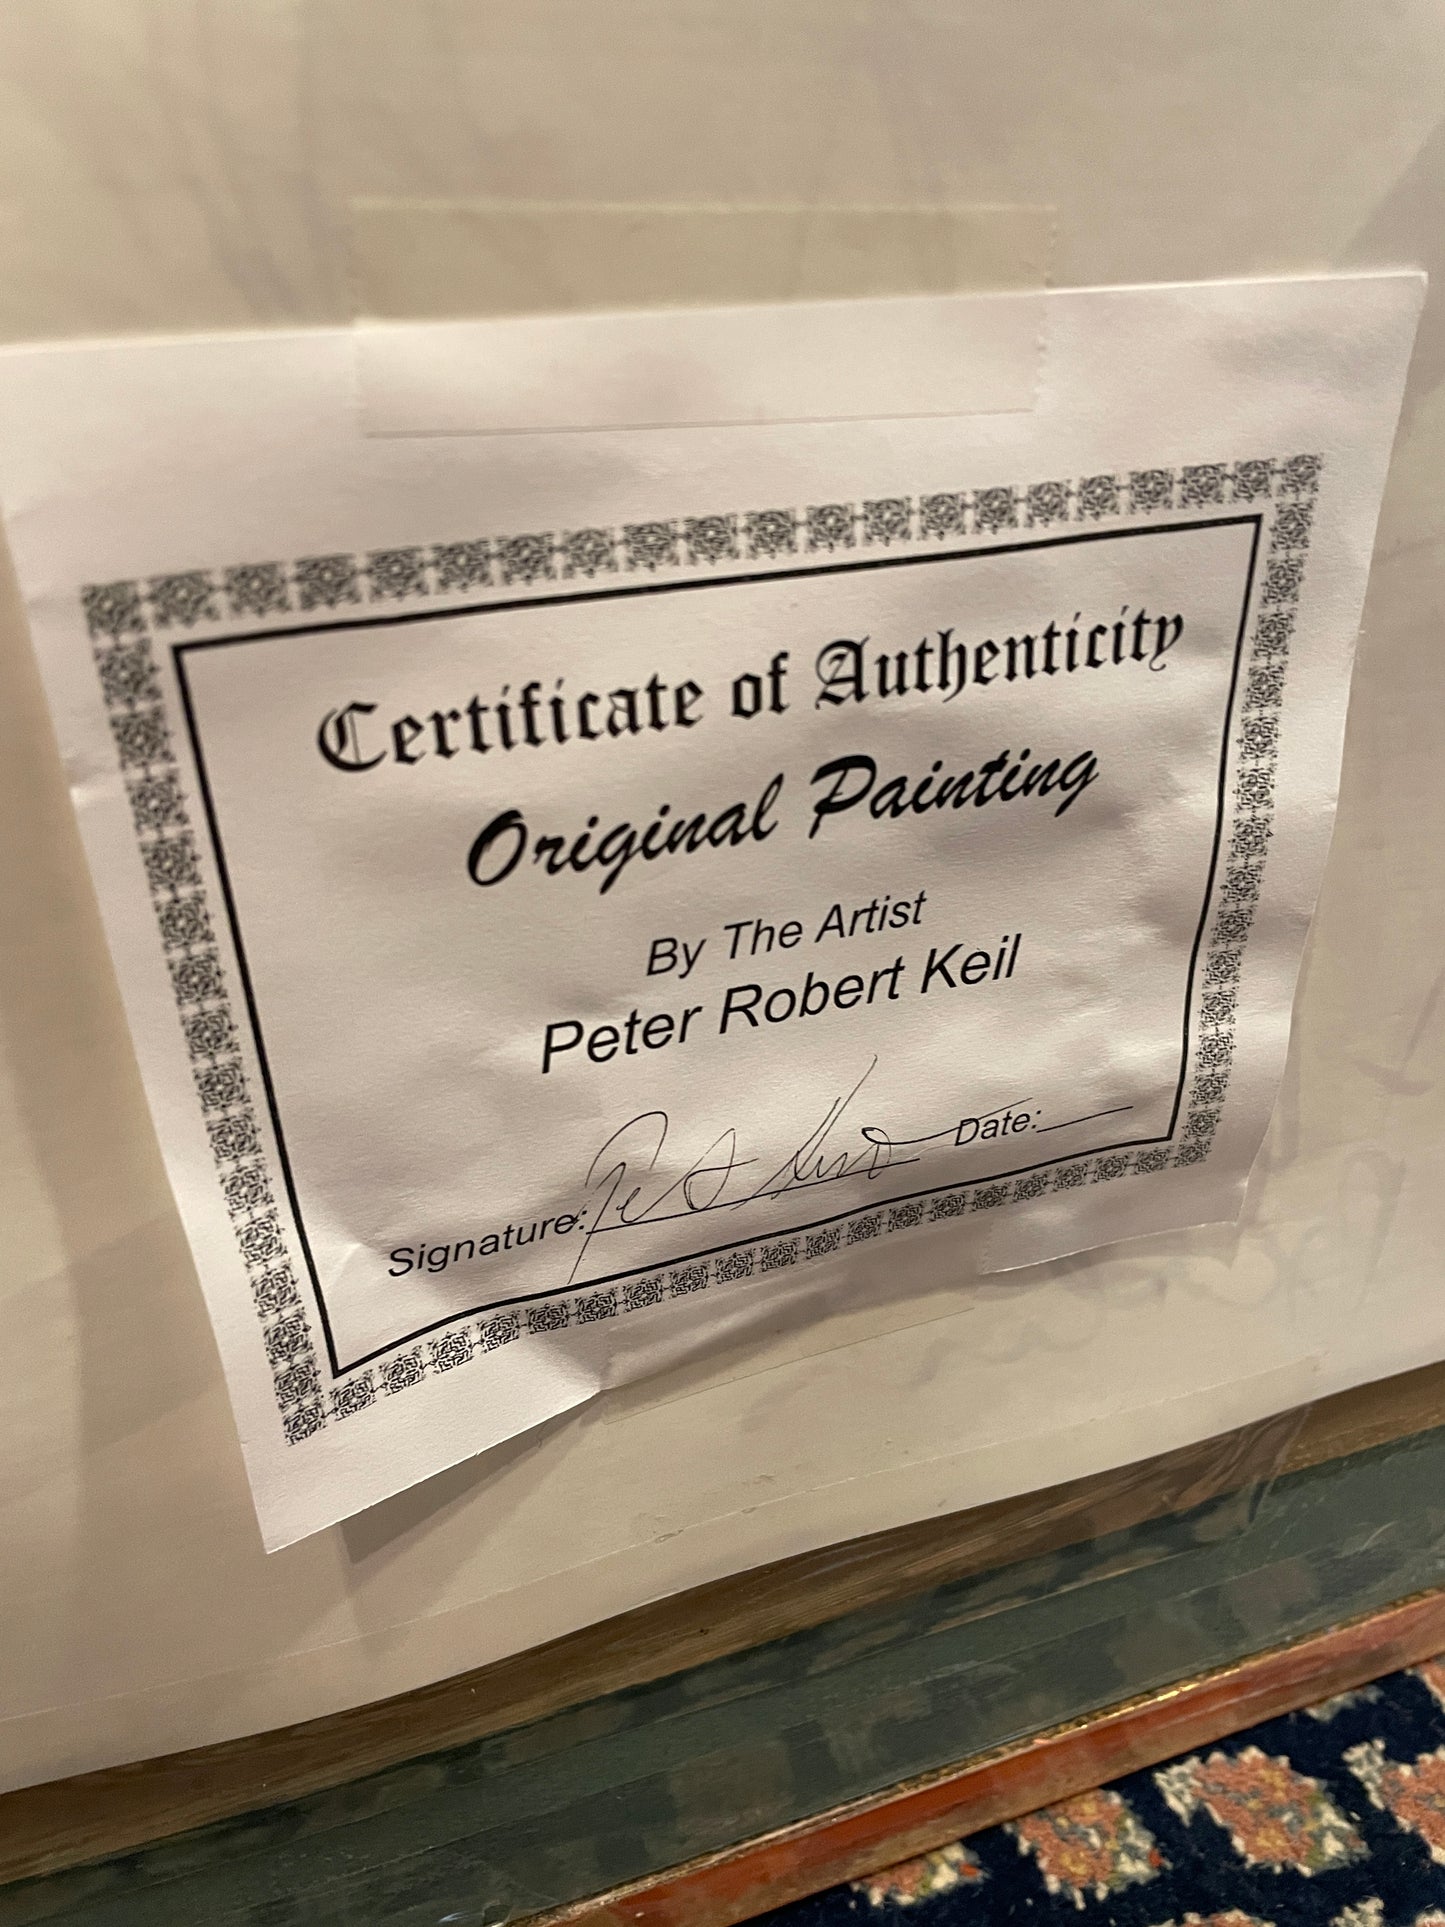 Certificate of Authenticity
Original Painting
By The Artist
Peter Robert Keil
Signature: Date: